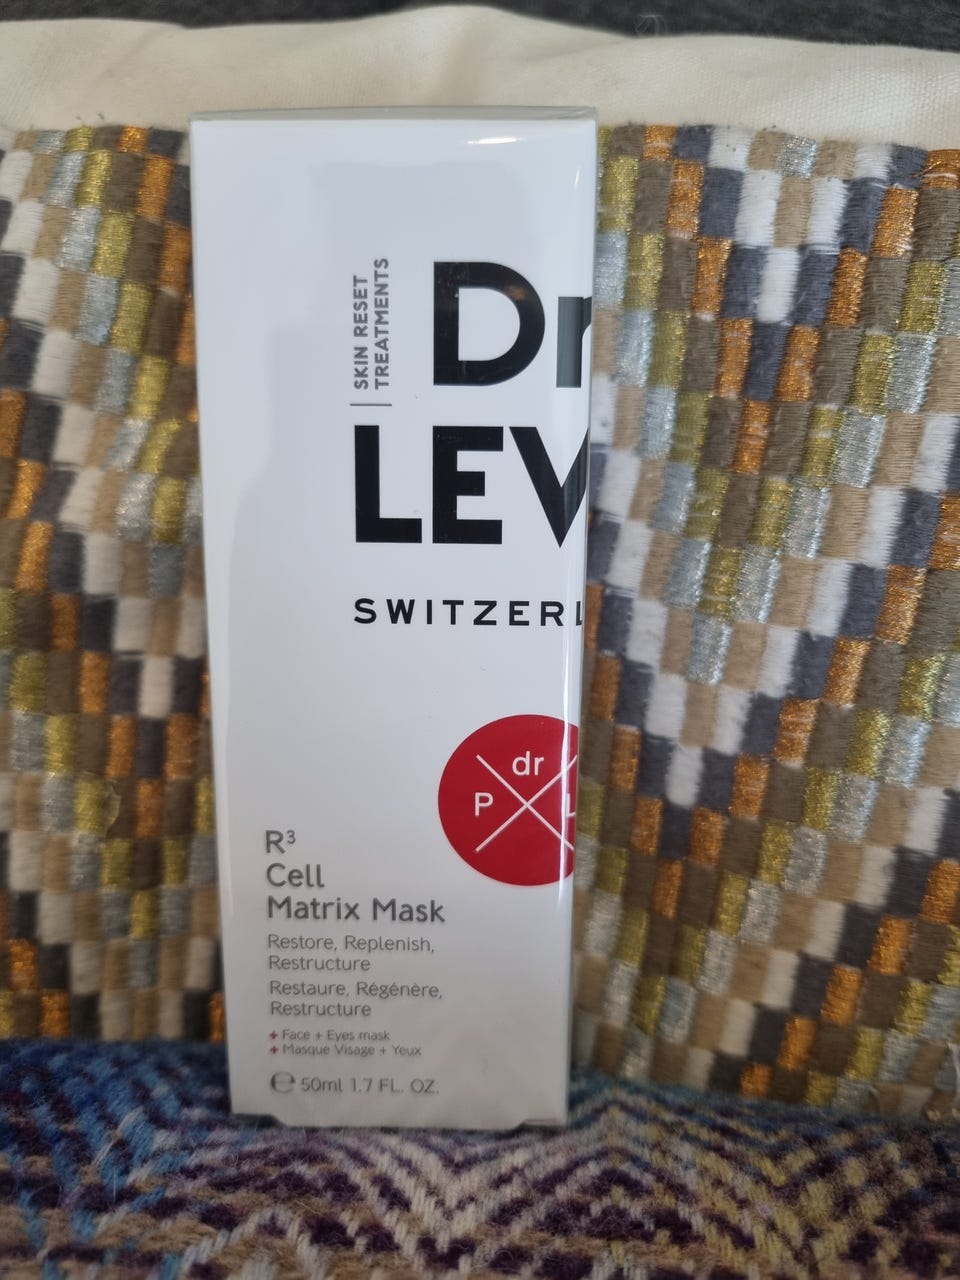 SKIN RESET
TREATMENTS
Dr
LEV
SWITZERL
dr
P L
R³
Cell
Matrix Mask
Restore, Replenish,
Restructure
Restaure, Régénère,
Restructure
+ Face + Eyes mask
+ Masque Visage + Yeux
℮ 50ml 1.7 FL. OZ.